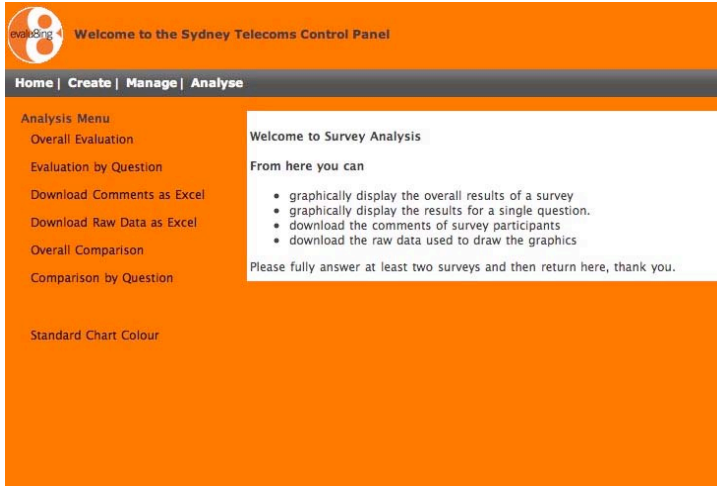 evalu8ing
Welcome to the Sydney Telecoms Control Panel
Home | Create | Manage | Analyse
Analysis Menu
Overall Evaluation
Evaluation by Question
Download Comments as Excel
Download Raw Data as Excel
Overall Comparison
Comparison by Question
Standard Chart Colour
Welcome to Survey Analysis
From here you can
• graphically display the overall results of a survey
• graphically display the results for a single question.
• download the comments of survey participants
• download the raw data used to draw the graphics
Please fully answer at least two surveys and then return here, thank you.